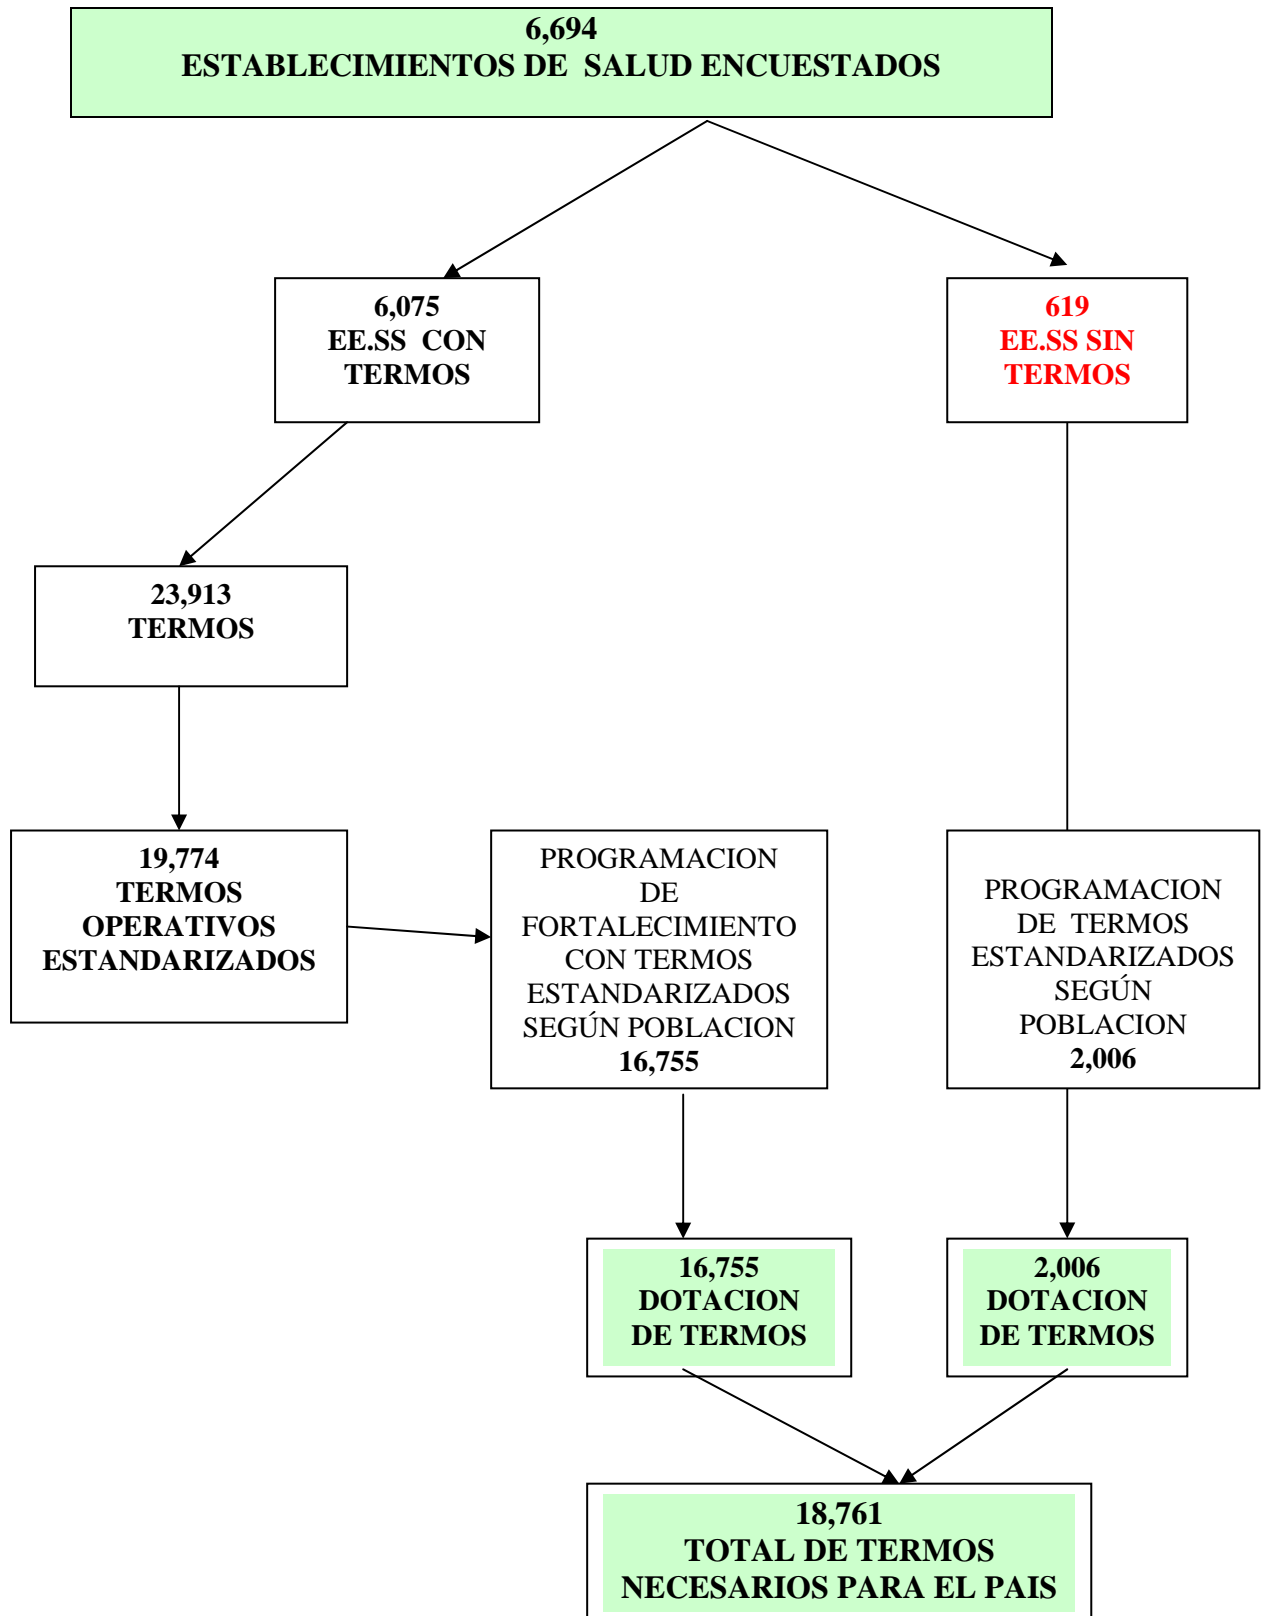 6,694
ESTABLECIMIENTOS DE SALUD ENCUESTADOS
6,075
EE.SS CON
TERMOS
619
EE.SS SIN
TERMOS
23,913
TERMOS
19,774
TERMOS
OPERATIVOS
ESTANDARIZADOS
PROGRAMACION
DE
FORTALECIMIENTO
CON TERMOS
ESTANDARIZADOS
SEGÚN POBLACION
16,755
PROGRAMACION
DE TERMOS
ESTANDARIZADOS
SEGÚN
POBLACION
2,006
16,755
DOTACION
DE TERMOS
2,006
DOTACION
DE TERMOS
18,761
TOTAL DE TERMOS
NECESARIOS PARA EL PAIS